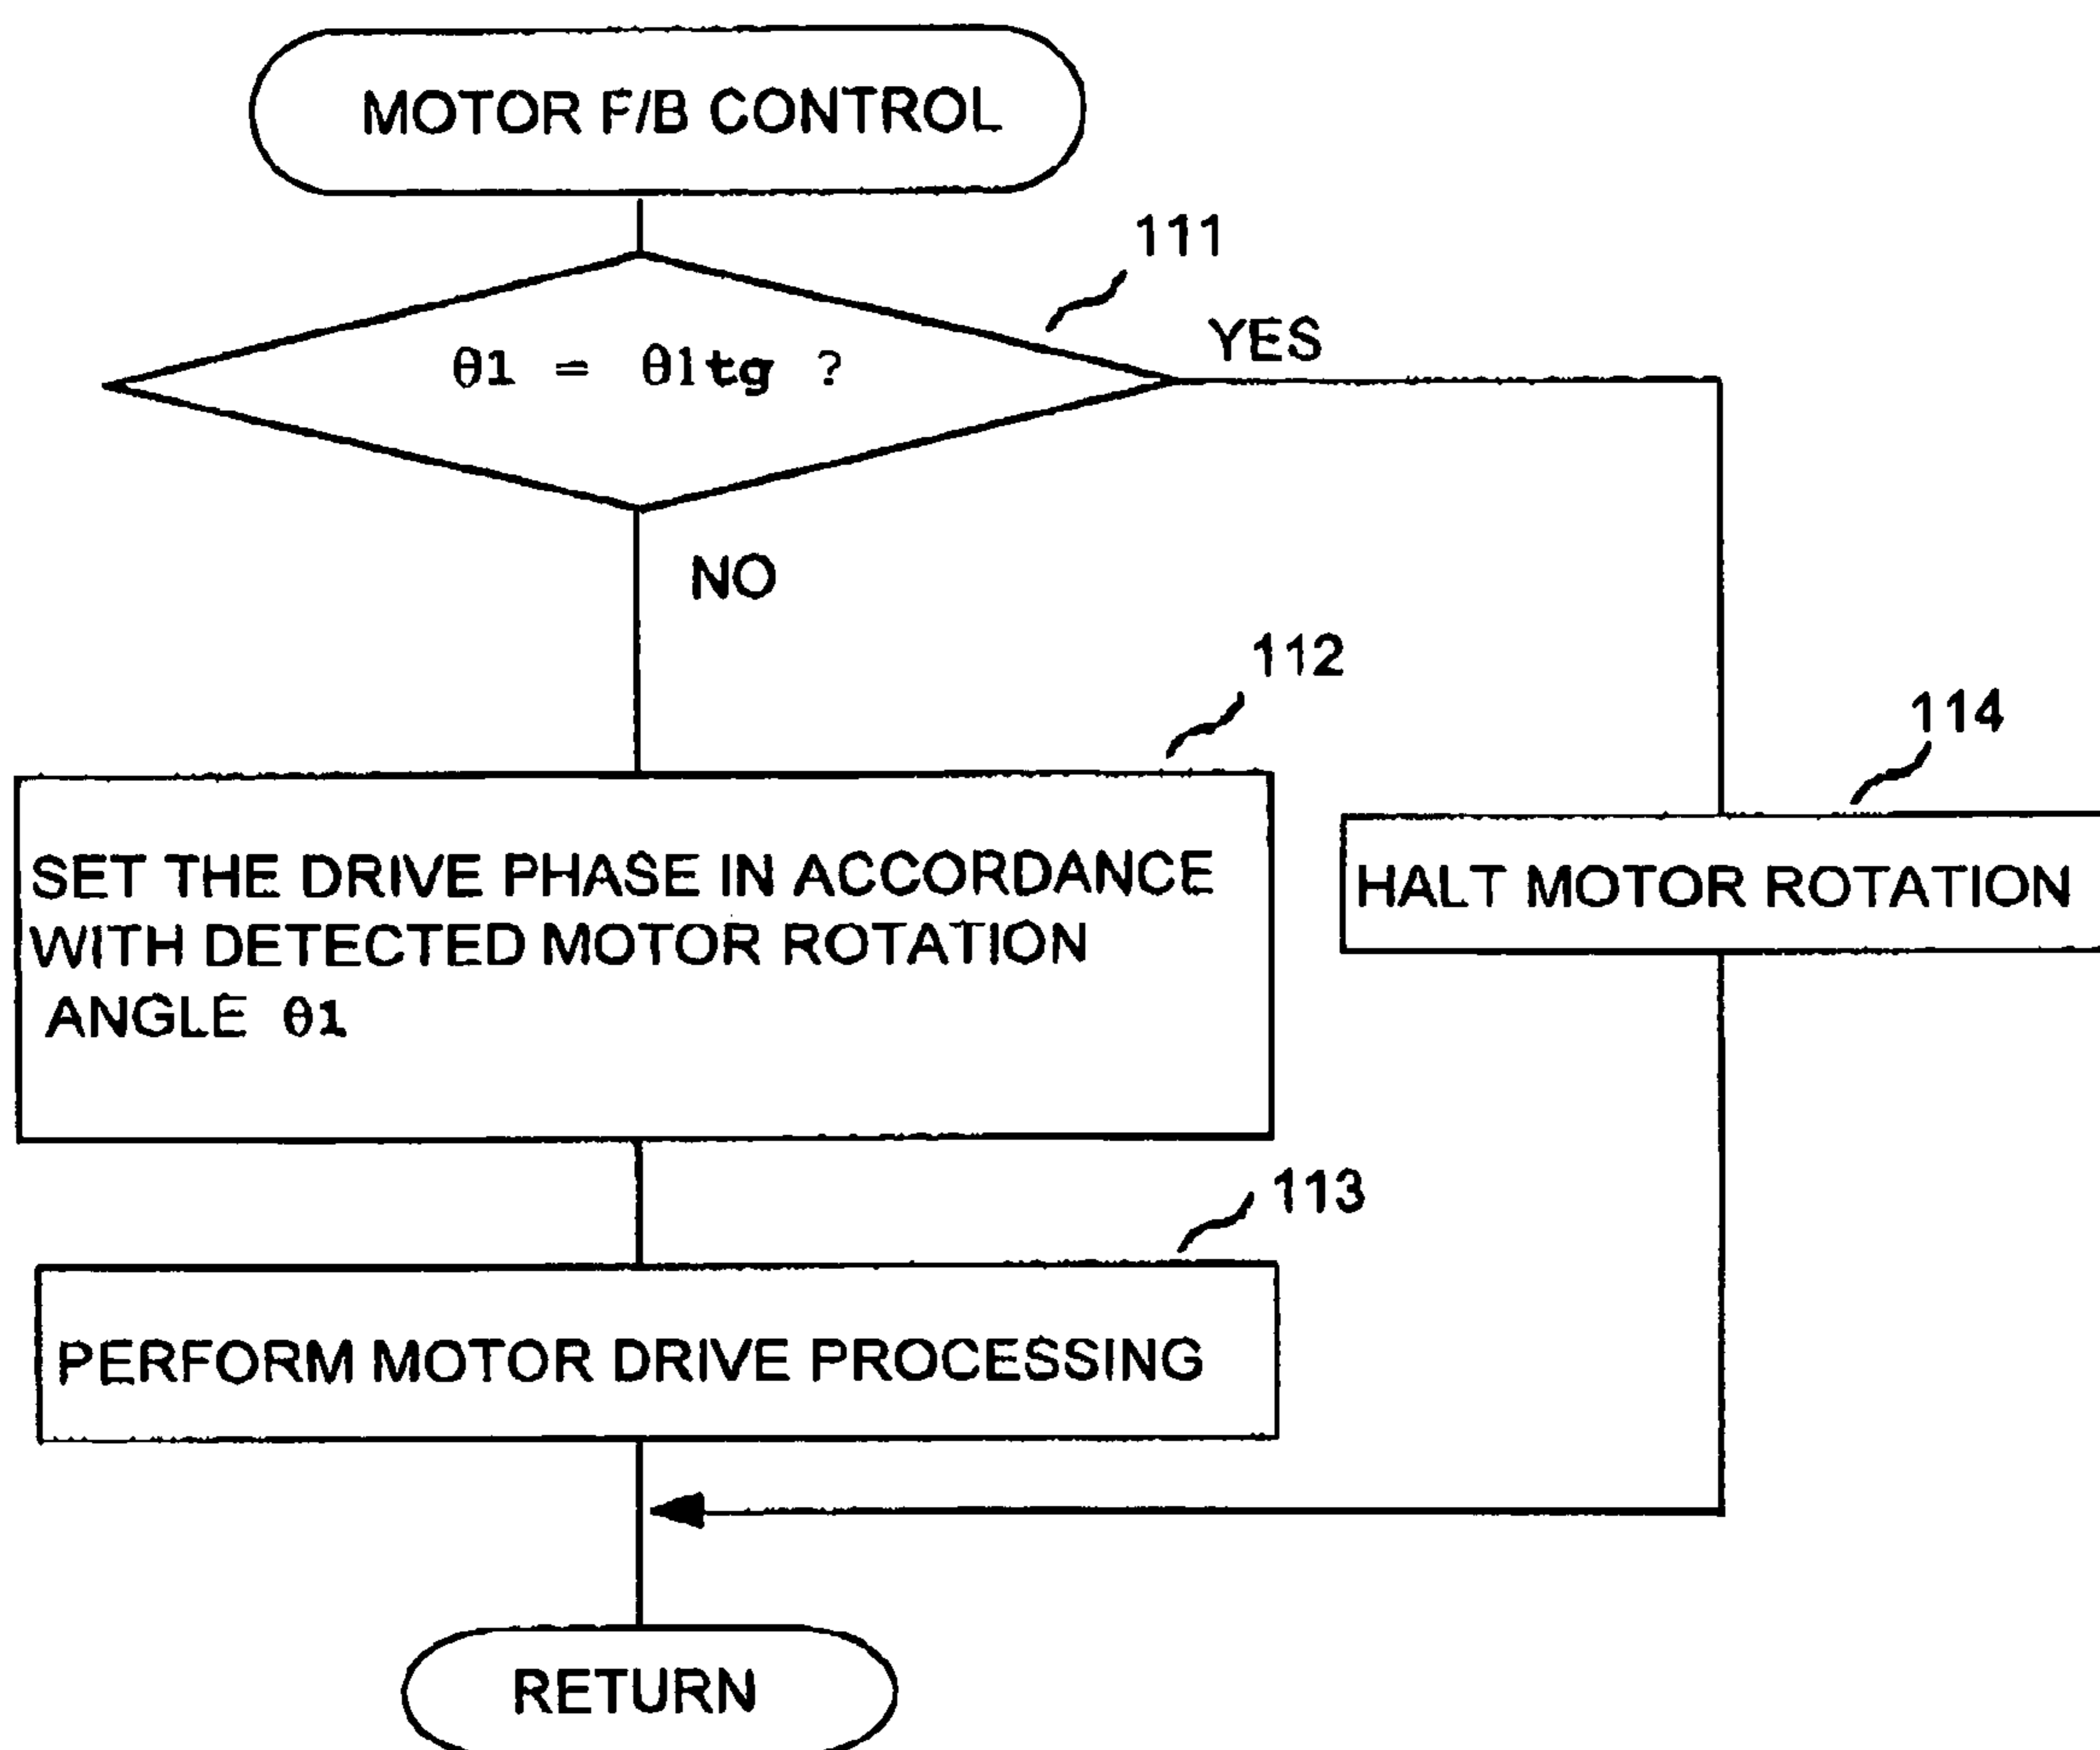 MOTOR F/B CONTROL
111
θ1 = θltg ?
YES
NO
112
SET THE DRIVE PHASE IN ACCORDANCE
WITH DETECTED MOTOR ROTATION
ANGLE θ1
114
HALT MOTOR ROTATION
113
PERFORM MOTOR DRIVE PROCESSING
RETURN